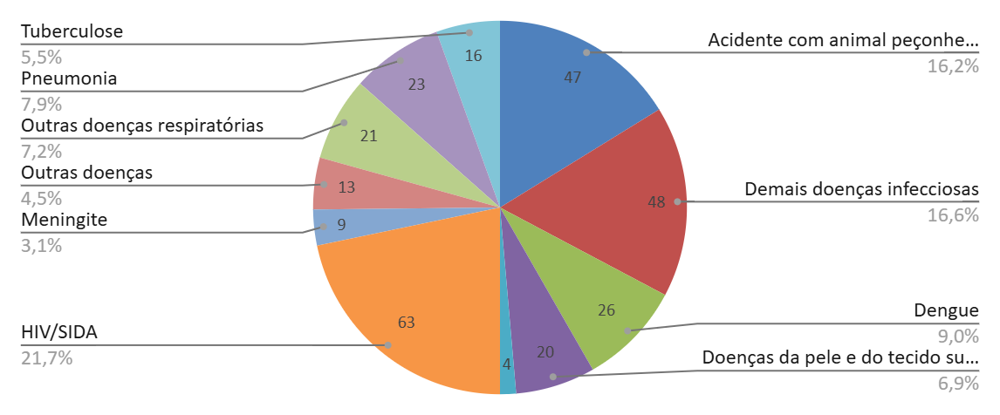 Tuberculose
5,5%
Pneumonia
7,9%
Outras doenças respiratórias
7,2%
Outras doenças
4,5%
Meningite
3,1%
HIV/SIDA
21,7%
16
23
21
13
9
63
47
48
26
20
4
Acidente com animal peçonhe...
16,2%
Demais doenças infecciosas
16,6%
Dengue
9,0%
Doenças da pele e do tecido su...
6,9%